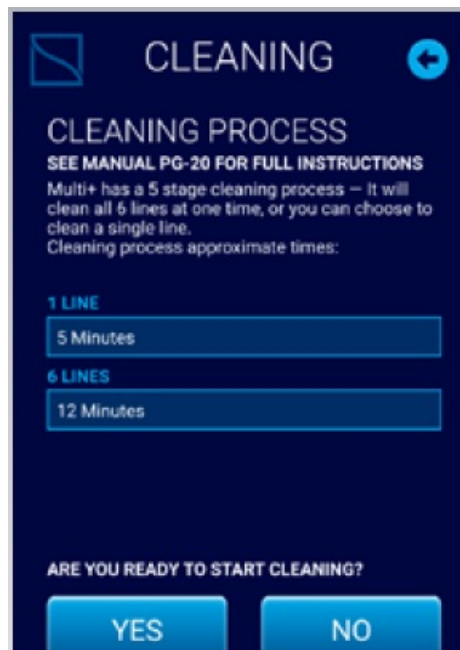 CLEANING
CLEANING PROCESS
SEE MANUAL PG-20 FOR FULL INSTRUCTIONS
Multi+ has a 5 stage cleaning process — It will
clean all 6 lines at one time, or you can choose to
clean a single line.
Cleaning process approximate times:
1 LINE
5 Minutes
6 LINES
12 Minutes
ARE YOU READY TO START CLEANING?
YES NO